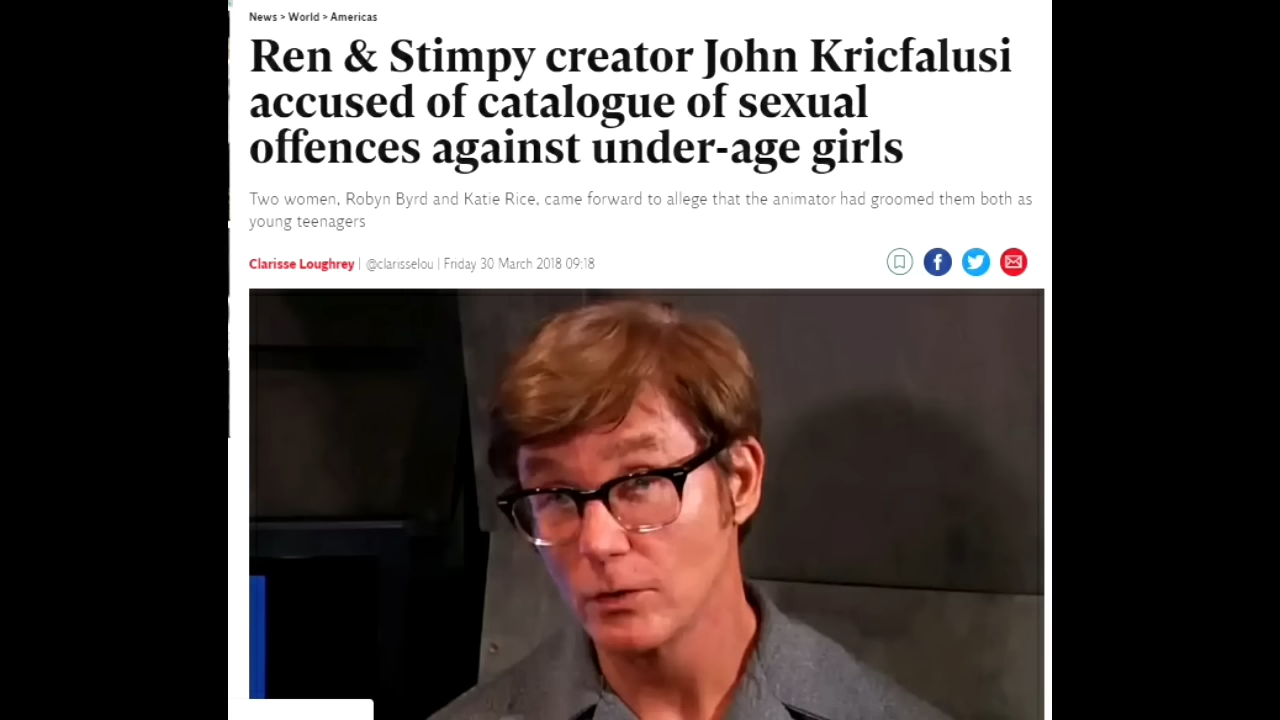 News > World > Americas
Ren & Stimpy creator John Kricfalusi
accused of catalogue of sexual
offences against under-age girls
Two women, Robyn Byrd and Katie Rice, came forward to allege that the animator had groomed them both as
young teenagers
Clarisse Loughrey | @clarisselou | Friday 30 March 2018 09:18